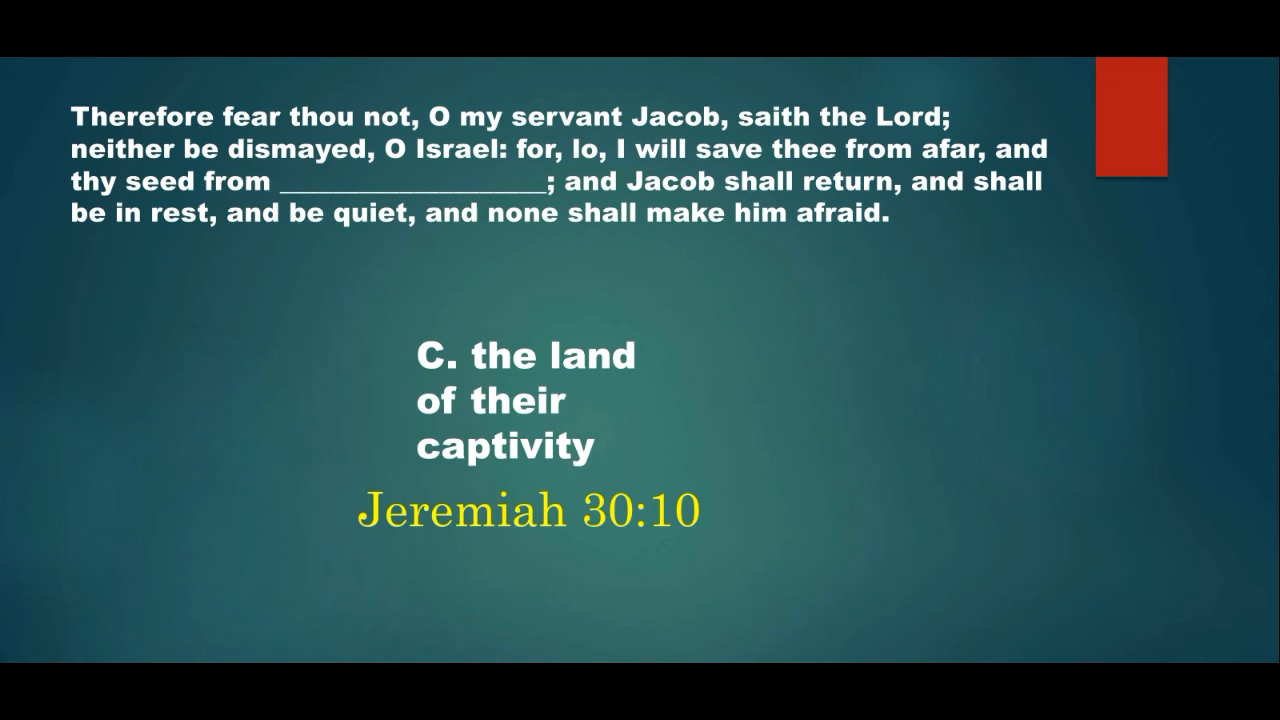 Therefore fear thou not, O my servant Jacob, saith the Lord;
neither be dismayed, O Israel: for, lo, I will save thee from afar, and
thy seed from ____________________; and Jacob shall return, and shall
be in rest, and be quiet, and none shall make him afraid.
C. the land
of their
captivity
Jeremiah 30:10